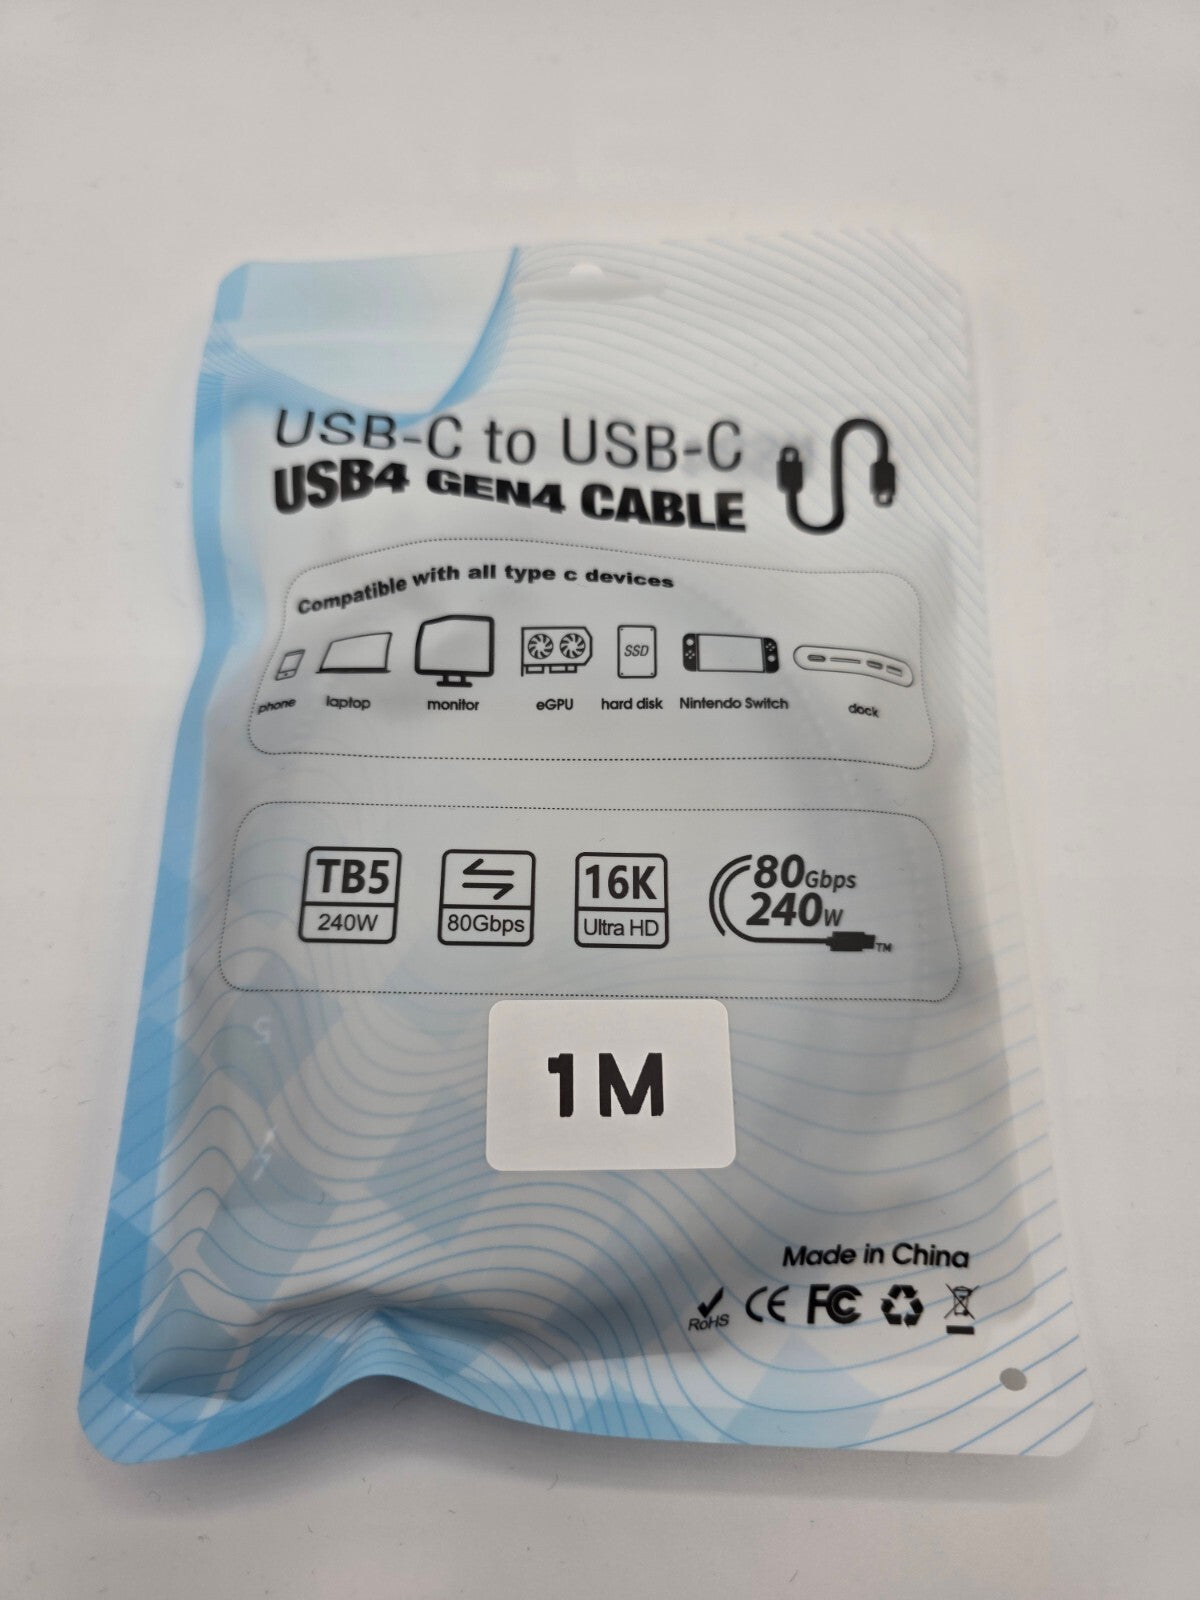 USB-C to USB-C
USB4 GEN4 CABLE
Compatible with all type c devices
SSD
phone laptop monitor eGPU hard disk Nintendo Switch dock
TB5
240W
80Gbps
16K
Ultra HD
80Gbps
240W
TM
1M
Made in China
RoHS CE FC